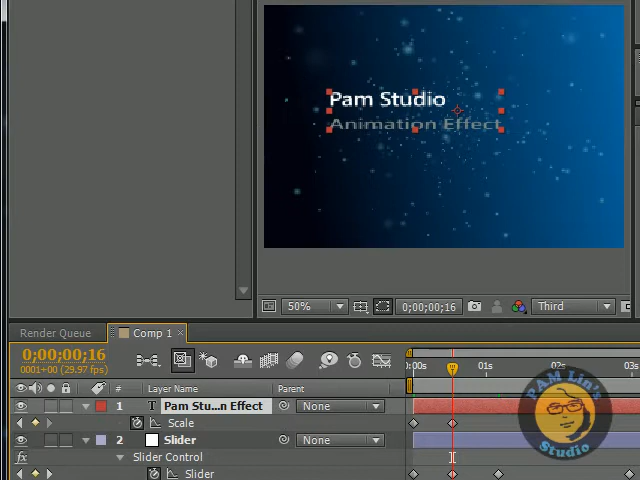 Pam Studio
Animation Effect
50%
0;00;00;16
Third
Render Queue
Comp 1
0;00;00;16
0001+00 (29.97 fps)
# Layer Name Parent
:00s 01s 02s 03s
1 T Pam Stu...n Effect None
Scale
2 Slider None
fx Slider Control
Slider
PAM Lin's
Studio